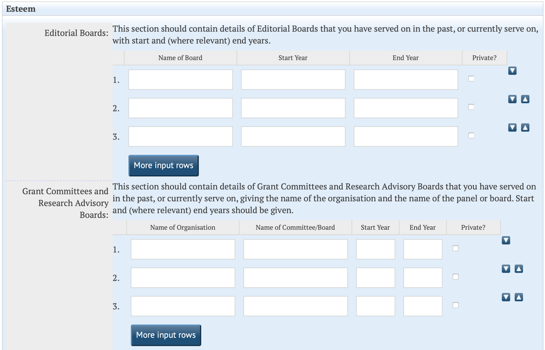 Esteem
Editorial Boards:
This section should contain details of Editorial Boards that you have served on in the past, or currently serve on,
with start and (where relevant) end years.
Name of Board Start Year End Year Private?
1.
2.
3.
More input rows
Grant Committees and
Research Advisory
Boards:
This section should contain details of Grant Committees and Research Advisory Boards that you have served on
in the past, or currently serve on, giving the name of the organisation and the name of the panel or board. Start
and (where relevant) end years should be given.
Name of Organisation Name of Committee/Board Start Year End Year Private?
1.
2.
3.
More input rows